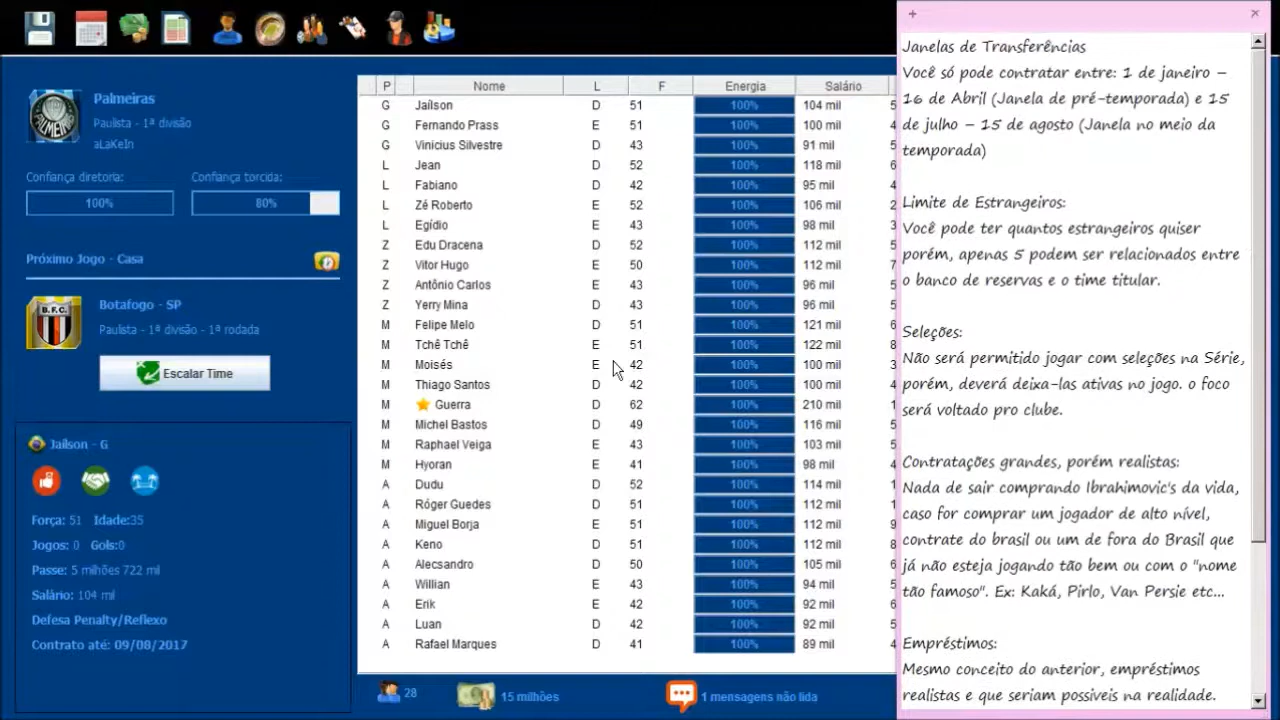 Palmeiras
Paulista - 1ª divisão
aLaKeIn
Confiança diretoria:
Confiança torcida:
100%
80%
Próximo Jogo - Casa
Botafogo - SP
Paulista - 1ª divisão - 1ª rodada
Escalar Time
Jaílson - G
Força: 51 Idade:35
Jogos: 0 Gols:0
Passe: 5 milhões 722 mil
Salário: 104 mil
Defesa Penalty/Reflexo
Contrato até: 09/08/2017
P Nome L F Energia Salário
G Jaílson D 51 100% 104 mil
G Fernando Prass E 51 100% 100 mil
G Vinicius Silvestre D 43 100% 91 mil
L Jean D 52 100% 118 mil
L Fabiano D 42 100% 95 mil
L Zé Roberto E 52 100% 106 mil
L Egídio E 43 100% 98 mil
Z Edu Dracena D 52 100% 112 mil
Z Vitor Hugo E 50 100% 112 mil
Z Antônio Carlos E 43 100% 96 mil
Z Yerry Mina D 43 100% 96 mil
M Felipe Melo D 51 100% 121 mil
M Tchê Tchê E 51 100% 122 mil
M Moisés E 42 100% 100 mil
M Thiago Santos D 42 100% 100 mil
M Guerra D 62 100% 210 mil
M Michel Bastos D 49 100% 116 mil
M Raphael Veiga E 43 100% 103 mil
M Hyoran E 41 100% 98 mil
A Dudu D 52 100% 114 mil
A Róger Guedes D 51 100% 112 mil
A Miguel Borja E 51 100% 112 mil
A Keno D 51 100% 112 mil
A Alecsandro D 50 100% 105 mil
A Willian E 43 100% 94 mil
A Erik E 42 100% 92 mil
A Luan D 42 100% 92 mil
A Rafael Marques D 41 100% 89 mil
28
15 milhões
1 mensagens não lida
Janelas de Transferências
Você só pode contratar entre: 1 de janeiro –
16 de Abril (Janela de pré-temporada) e 15
de julho – 15 de agosto (Janela no meio da
temporada)
Limite de Estrangeiros:
Você pode ter quantos estrangeiros quiser
porém, apenas 5 podem ser relacionados entre
o banco de reservas e o time titular.
Seleções:
Não será permitido jogar com seleções na Série,
porém, deverá deixa-las ativas no jogo. o foco
será voltado pro clube.
Contratações grandes, porém realistas:
Nada de sair comprando Ibrahimovic's da vida,
caso for comprar um jogador de alto nível,
contrate do brasil ou um de fora do Brasil que
já não esteja jogando tão bem ou com o "nome
tão famoso". Ex: Kaká, Pirlo, Van Persie etc...
Empréstimos:
Mesmo conceito do anterior, empréstimos
realistas e que seriam possíveis na realidade.